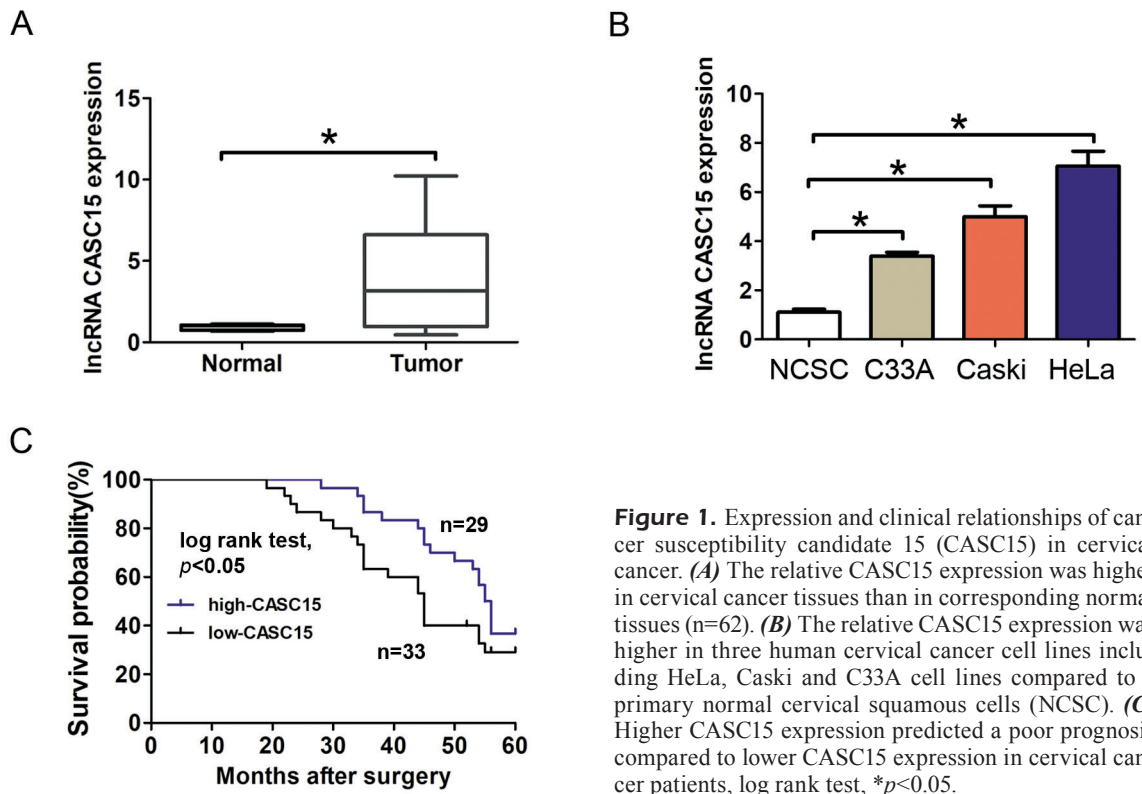 A
lncRNA CASC15 expression
15
10
5
0
*
Normal
Tumor
B
lncRNA CASC15 expression
10
8
6
4
2
0
*
*
*
NCSC C33A Caski HeLa
C
Survival probability(%)
100
80
60
40
20
0
log rank test,
p<0.05
high-CASC15
low-CASC15
n=29
n=33
0 10 20 30 40 50 60
Months after surgery
Figure 1. Expression and clinical relationships of can
cer susceptibility candidate 15 (CASC15) in cervica
cancer. (A) The relative CASC15 expression was highe
in cervical cancer tissues than in corresponding norma
tissues (n=62). (B) The relative CASC15 expression wa
higher in three human cervical cancer cell lines inclu
ding HeLa, Caski and C33A cell lines compared to
primary normal cervical squamous cells (NCSC). (C
Higher CASC15 expression predicted a poor prognosi
compared to lower CASC15 expression in cervical can
cer patients, log rank test, *p<0.05.